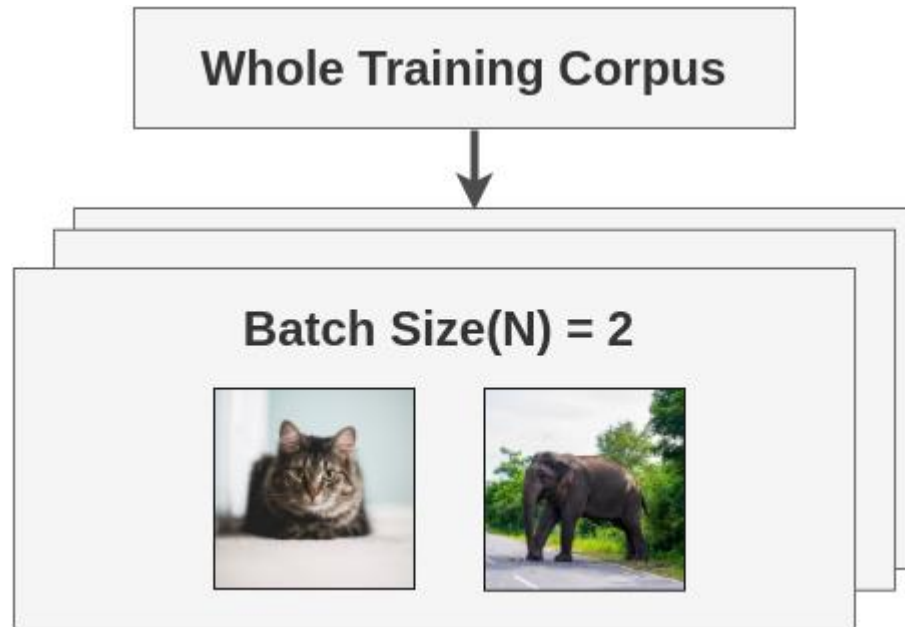 Whole Training Corpus
Batch Size(N) = 2